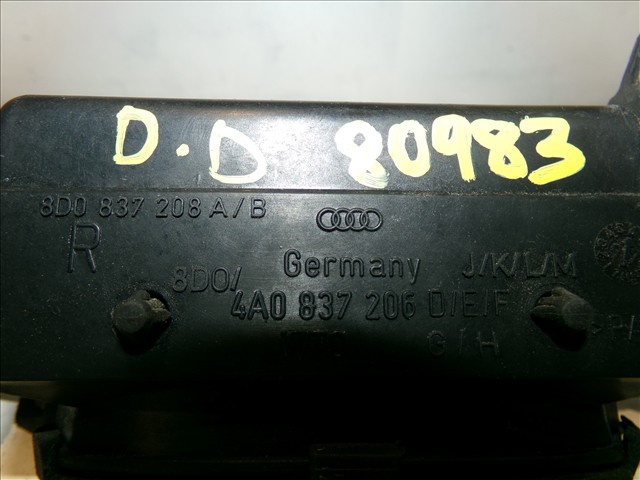 D.D 80983
8D0 837 208 A/B
R
Germany J/K/L/M
8D0/
4A0 837 206 D/E/F
G/H